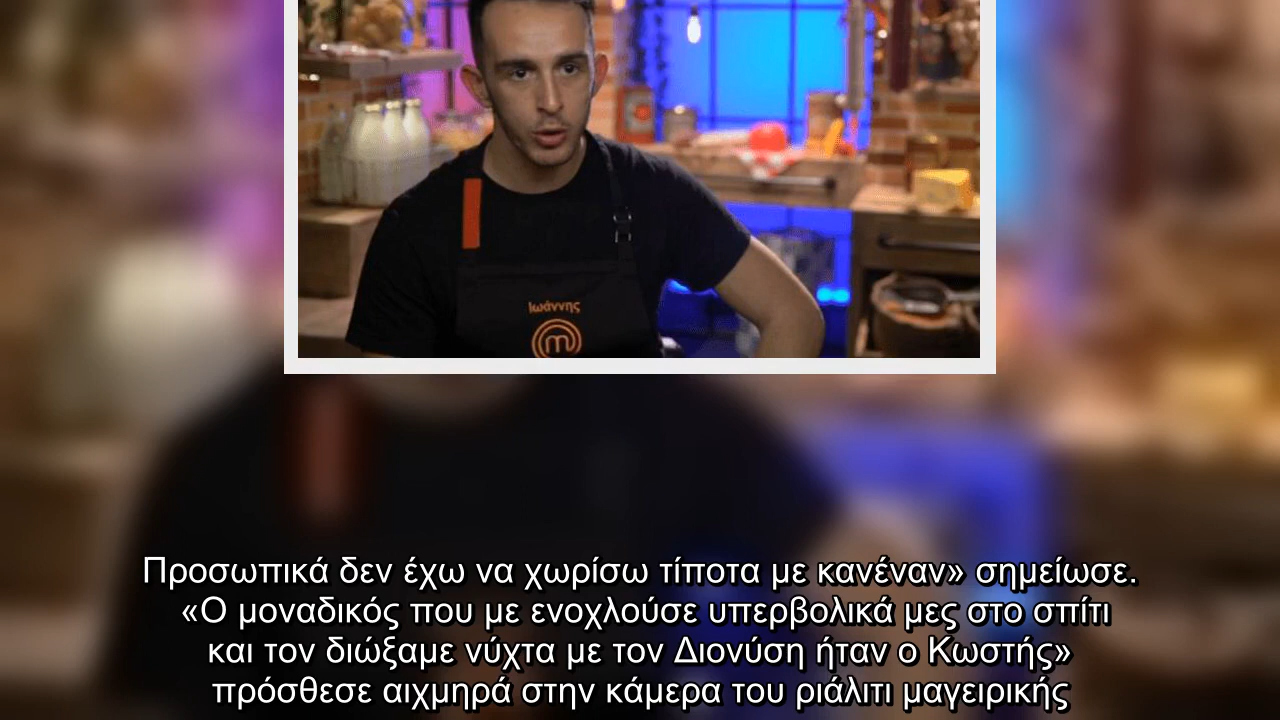 Ιωάννης
Προσωπικά δεν έχω να χωρίσω τίποτα με κανέναν» σημείωσε.
«Ο μοναδικός που με ενοχλούσε υπερβολικά μες στο σπίτι
και τον διώξαμε νύχτα με τον Διονύση ήταν ο Κωστής»
πρόσθεσε αιχμηρά στην κάμερα του ριάλιτι μαγειρικής